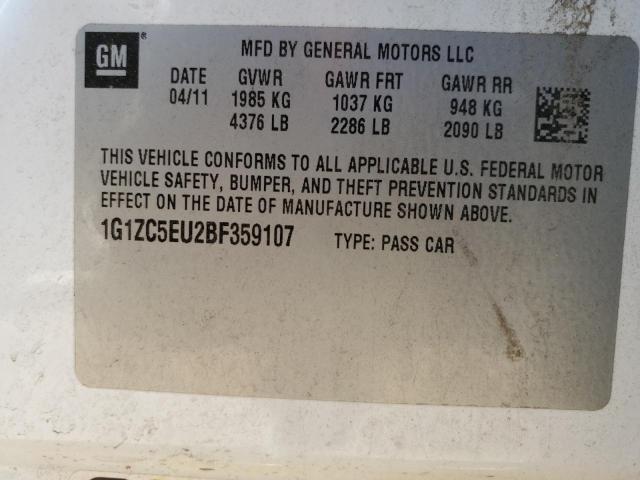 GM ® MFD BY GENERAL MOTORS LLC
DATE GVWR GAWR FRT GAWR RR
04/11 1985 KG 1037 KG 948 KG
4376 LB 2286 LB 2090 LB
THIS VEHICLE CONFORMS TO ALL APPLICABLE U.S. FEDERAL MOTOR
VEHICLE SAFETY, BUMPER, AND THEFT PREVENTION STANDARDS IN
EFFECT ON THE DATE OF MANUFACTURE SHOWN ABOVE.
1G1ZC5EU2BF359107 TYPE: PASS CAR